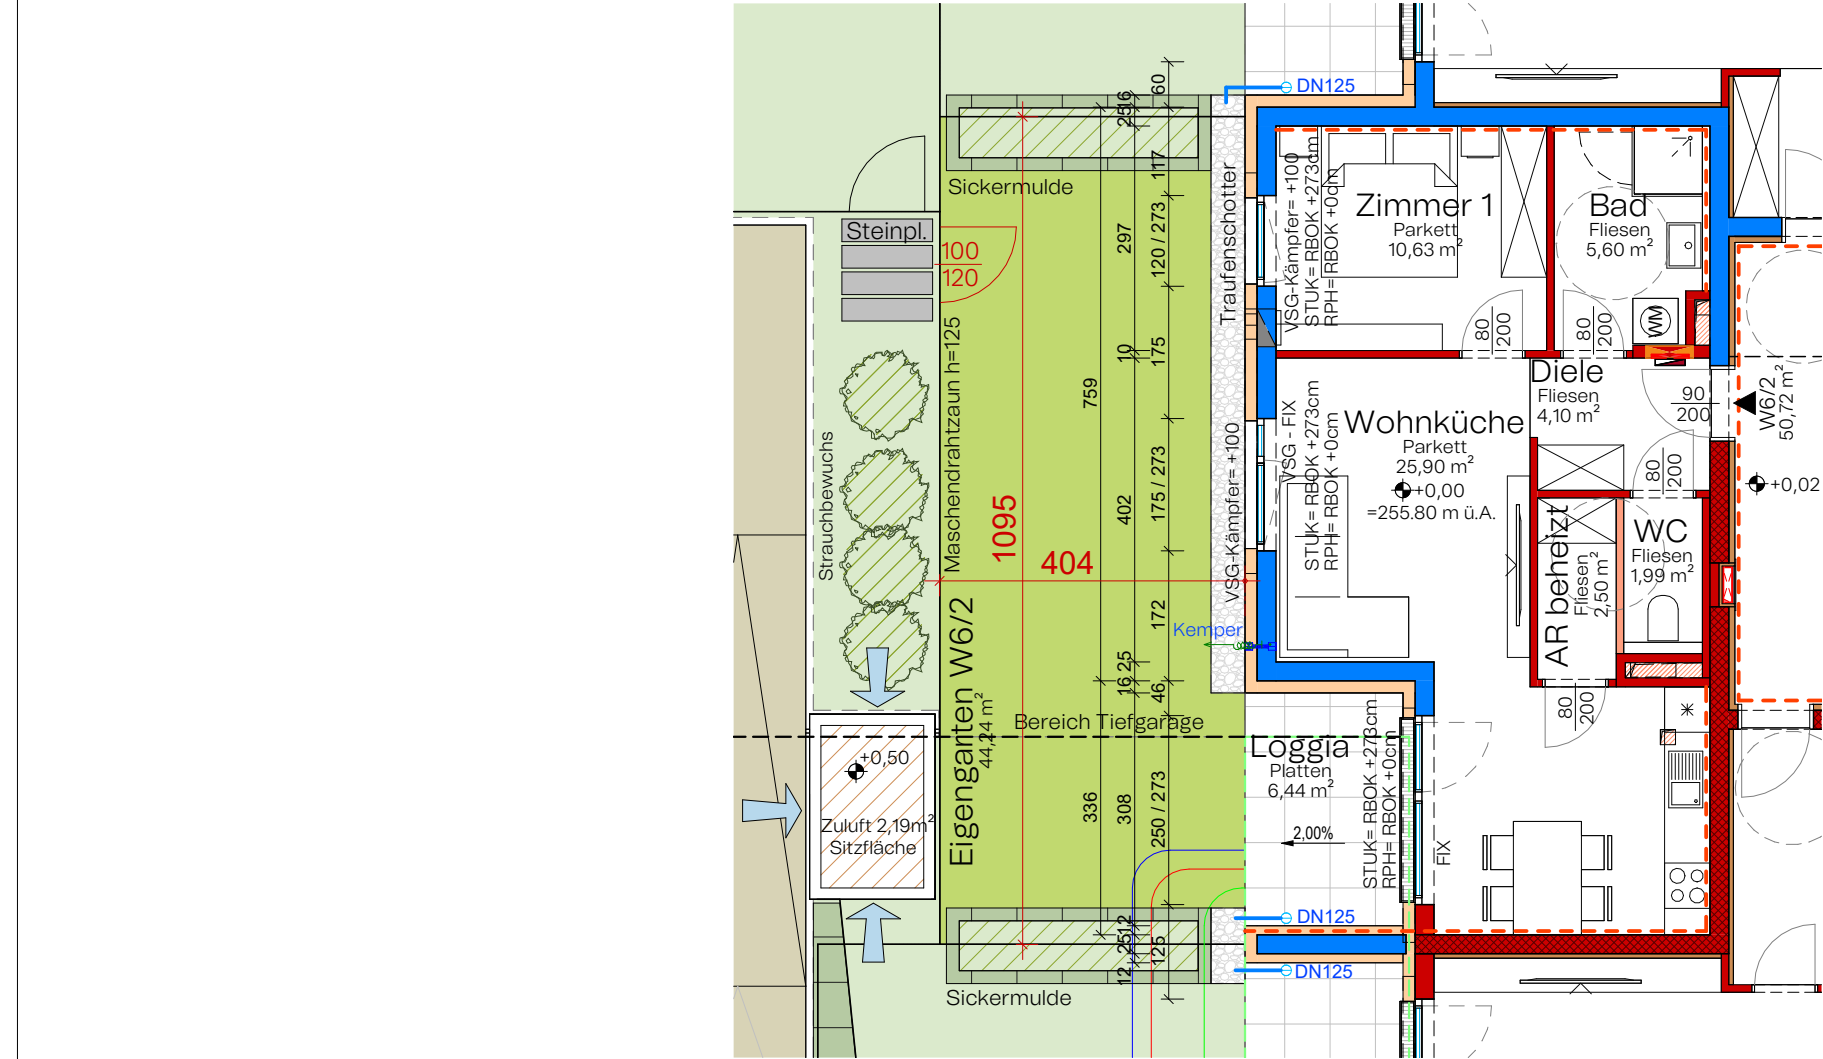 DN125
60
16
25
117
Sickermulde
Traufenschotter
VSG-Kämpfer= +100
STUK= RBOK +273cm
RPH= RBOK +0cm
Zimmer 1
Parkett
10,63 m²
Bad
Fliesen
5,60 m²
Steinpl.
100
120
297
120 / 273
WM
80
200
80
200
Maschendrahtzaun h=125
10
175
759
Diele
Fliesen
4,10 m²
90
200
W6/2
50,72 m²
Strauchbewuchs
VSG - FIX
STUK= RBOK +273cm
RPH= RBOK +0cm
Wohnküche
Parkett
25,90 m²
+0,00
=255.80 m ü.A.
80
200
+0,02
VSG-Kämpfer= +100
402
175 / 273
1095
404
AR beheizt
Fliesen
2,50 m²
WC
Fliesen
1,99 m²
172
Kemper
25
16
46
Eigengarten W6/2
44,24 m²
Bereich Tiefgarage
80
200
Loggia
Platten
6,44 m²
STUK= RBOK +273cm
RPH= RBOK +0cm
+0,50
Zuluft 2,19m²
Sitzfläche
336
308
250 / 273
2,00%
FIX
DN125
12
25
125
12
DN125
Sickermulde